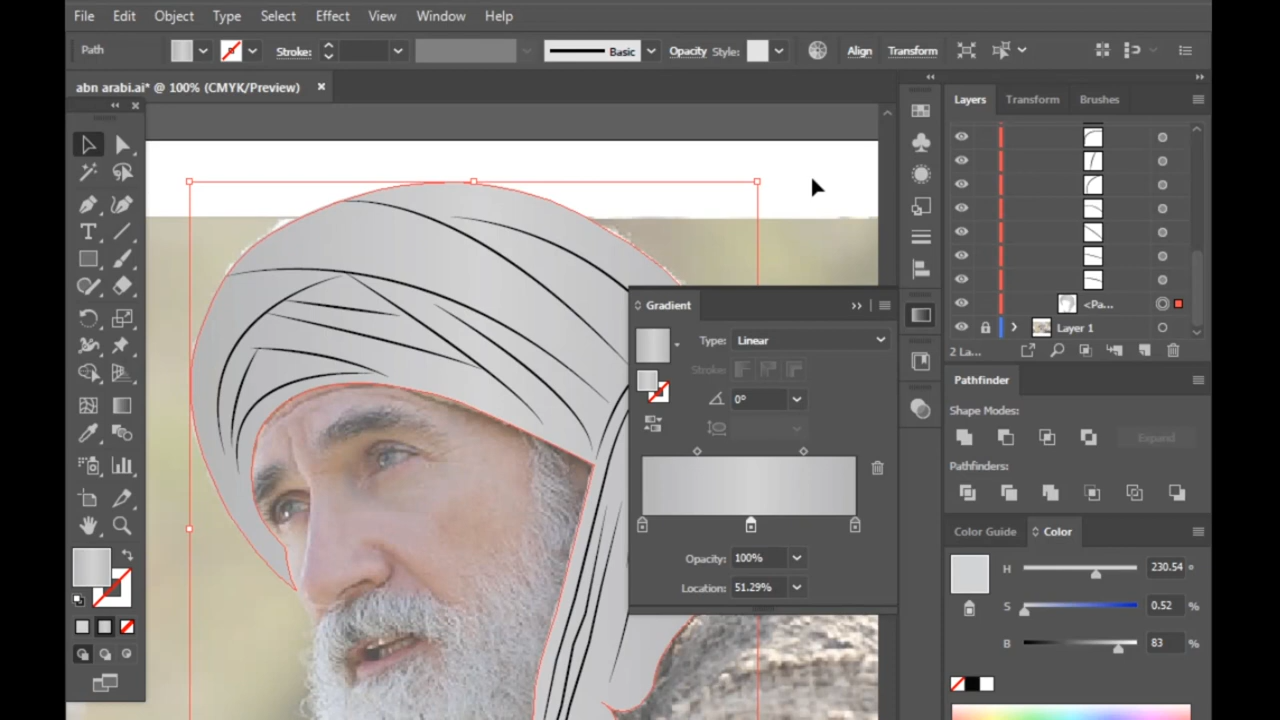 File Edit Object Type Select Effect View Window Help
Path Stroke: Basic Opacity Style: Align Transform
abn arabi.ai* @ 100% (CMYK/Preview) ×
Layers Transform Brushes
<Pa...
Layer 1
2 La...
Gradient
Type: Linear
Stroke:
0°
Opacity: 100%
Location: 51.29%
Pathfinder
Shape Modes:
Expand
Pathfinders:
Color Guide Color
H 230.54 °
S 0.52 %
B 83 %